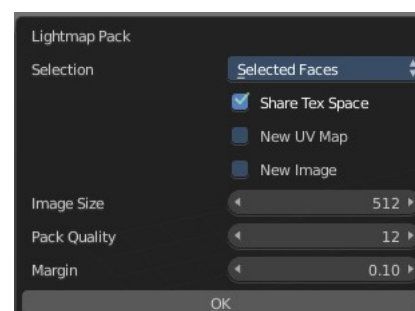 Lightmap Pack
Selection Selected Faces
Share Tex Space
New UV Map
New Image
Image Size 512
Pack Quality 12
Margin 0.10
OK